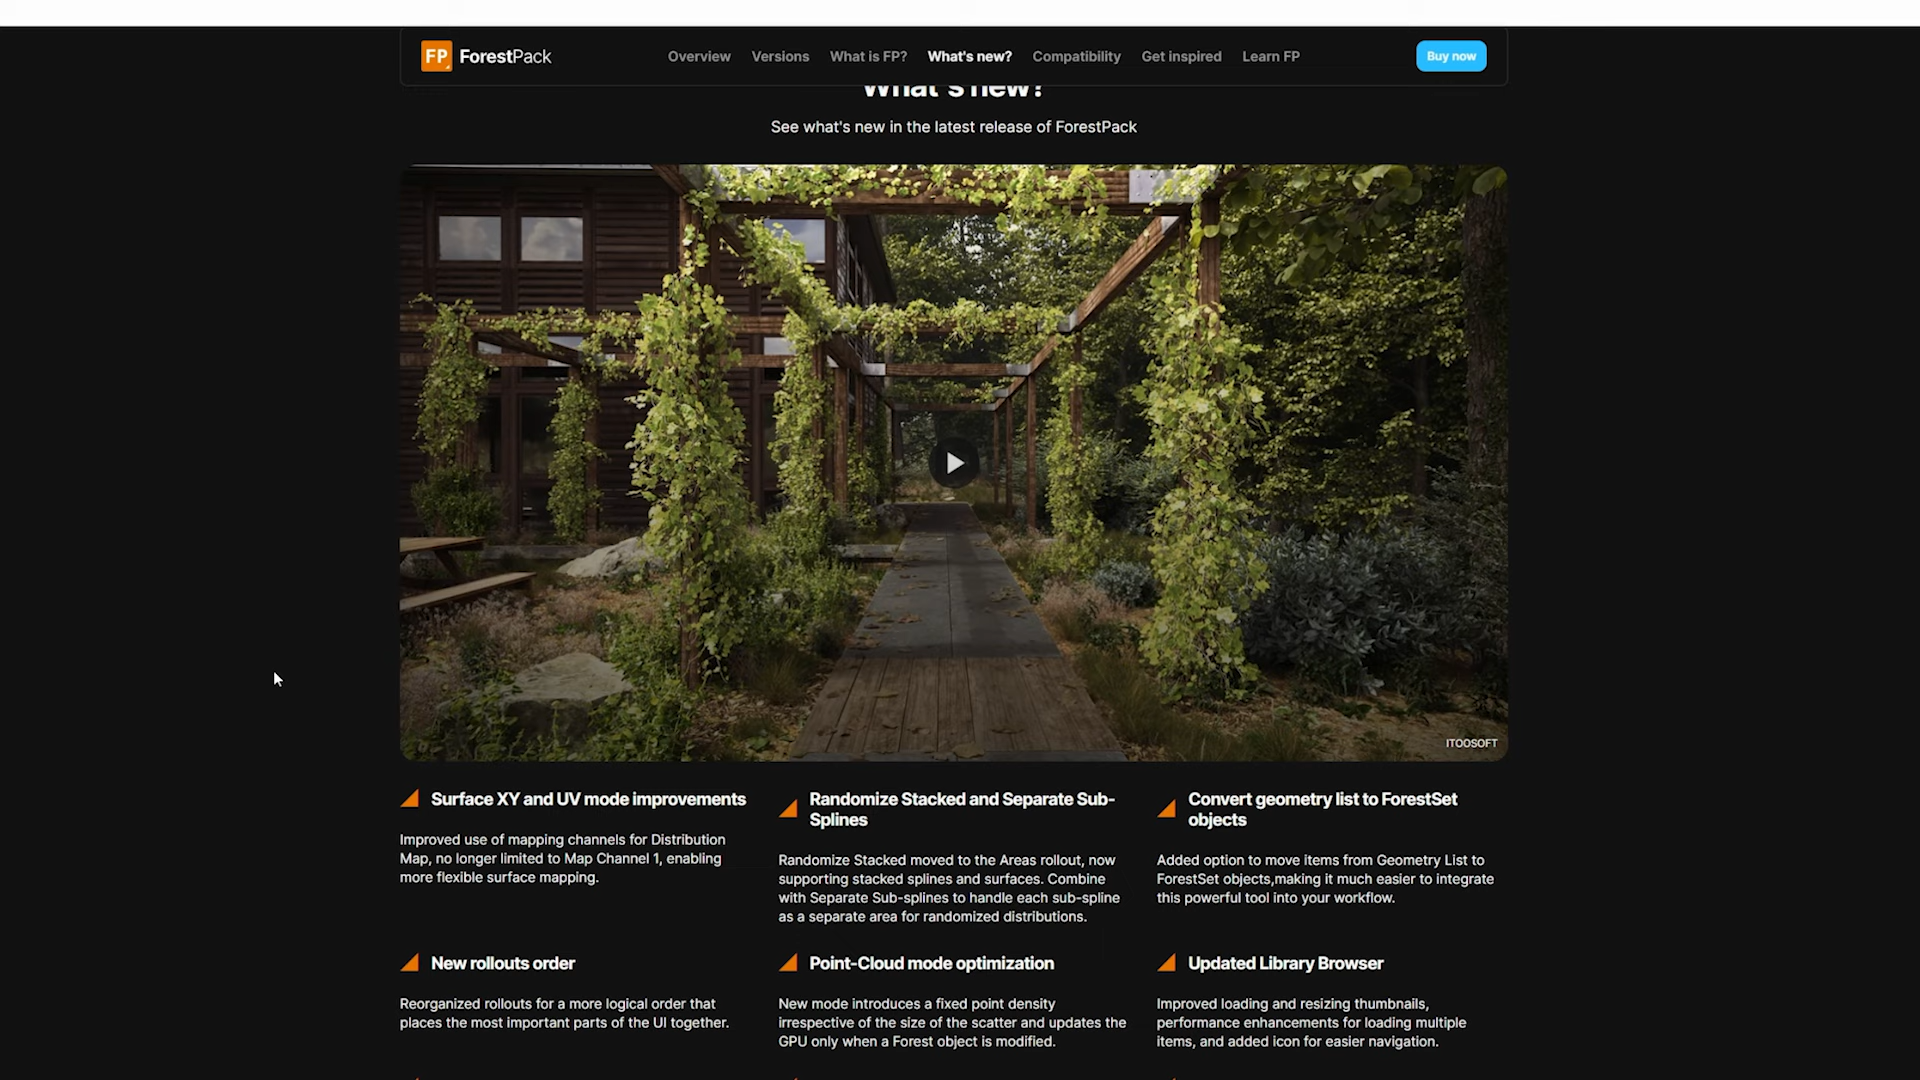 FP ForestPack
Overview Versions What is FP? What's new? Compatibility Get inspired Learn FP
Buy now
What's new?
See what's new in the latest release of ForestPack
ITOOSOFT
Surface XY and UV mode improvements
Improved use of mapping channels for Distribution
Map, no longer limited to Map Channel 1, enabling
more flexible surface mapping.
Randomize Stacked and Separate Sub-
Splines
Randomize Stacked moved to the Areas rollout, now
supporting stacked splines and surfaces. Combine
with Separate Sub-splines to handle each sub-spline
as a separate area for randomized distributions.
Convert geometry list to ForestSet
objects
Added option to move items from Geometry List to
ForestSet objects,making it much easier to integrate
this powerful tool into your workflow.
New rollouts order
Reorganized rollouts for a more logical order that
places the most important parts of the UI together.
Point-Cloud mode optimization
New mode introduces a fixed point density
irrespective of the size of the scatter and updates the
GPU only when a Forest object is modified.
Updated Library Browser
Improved loading and resizing thumbnails,
performance enhancements for loading multiple
items, and added icon for easier navigation.